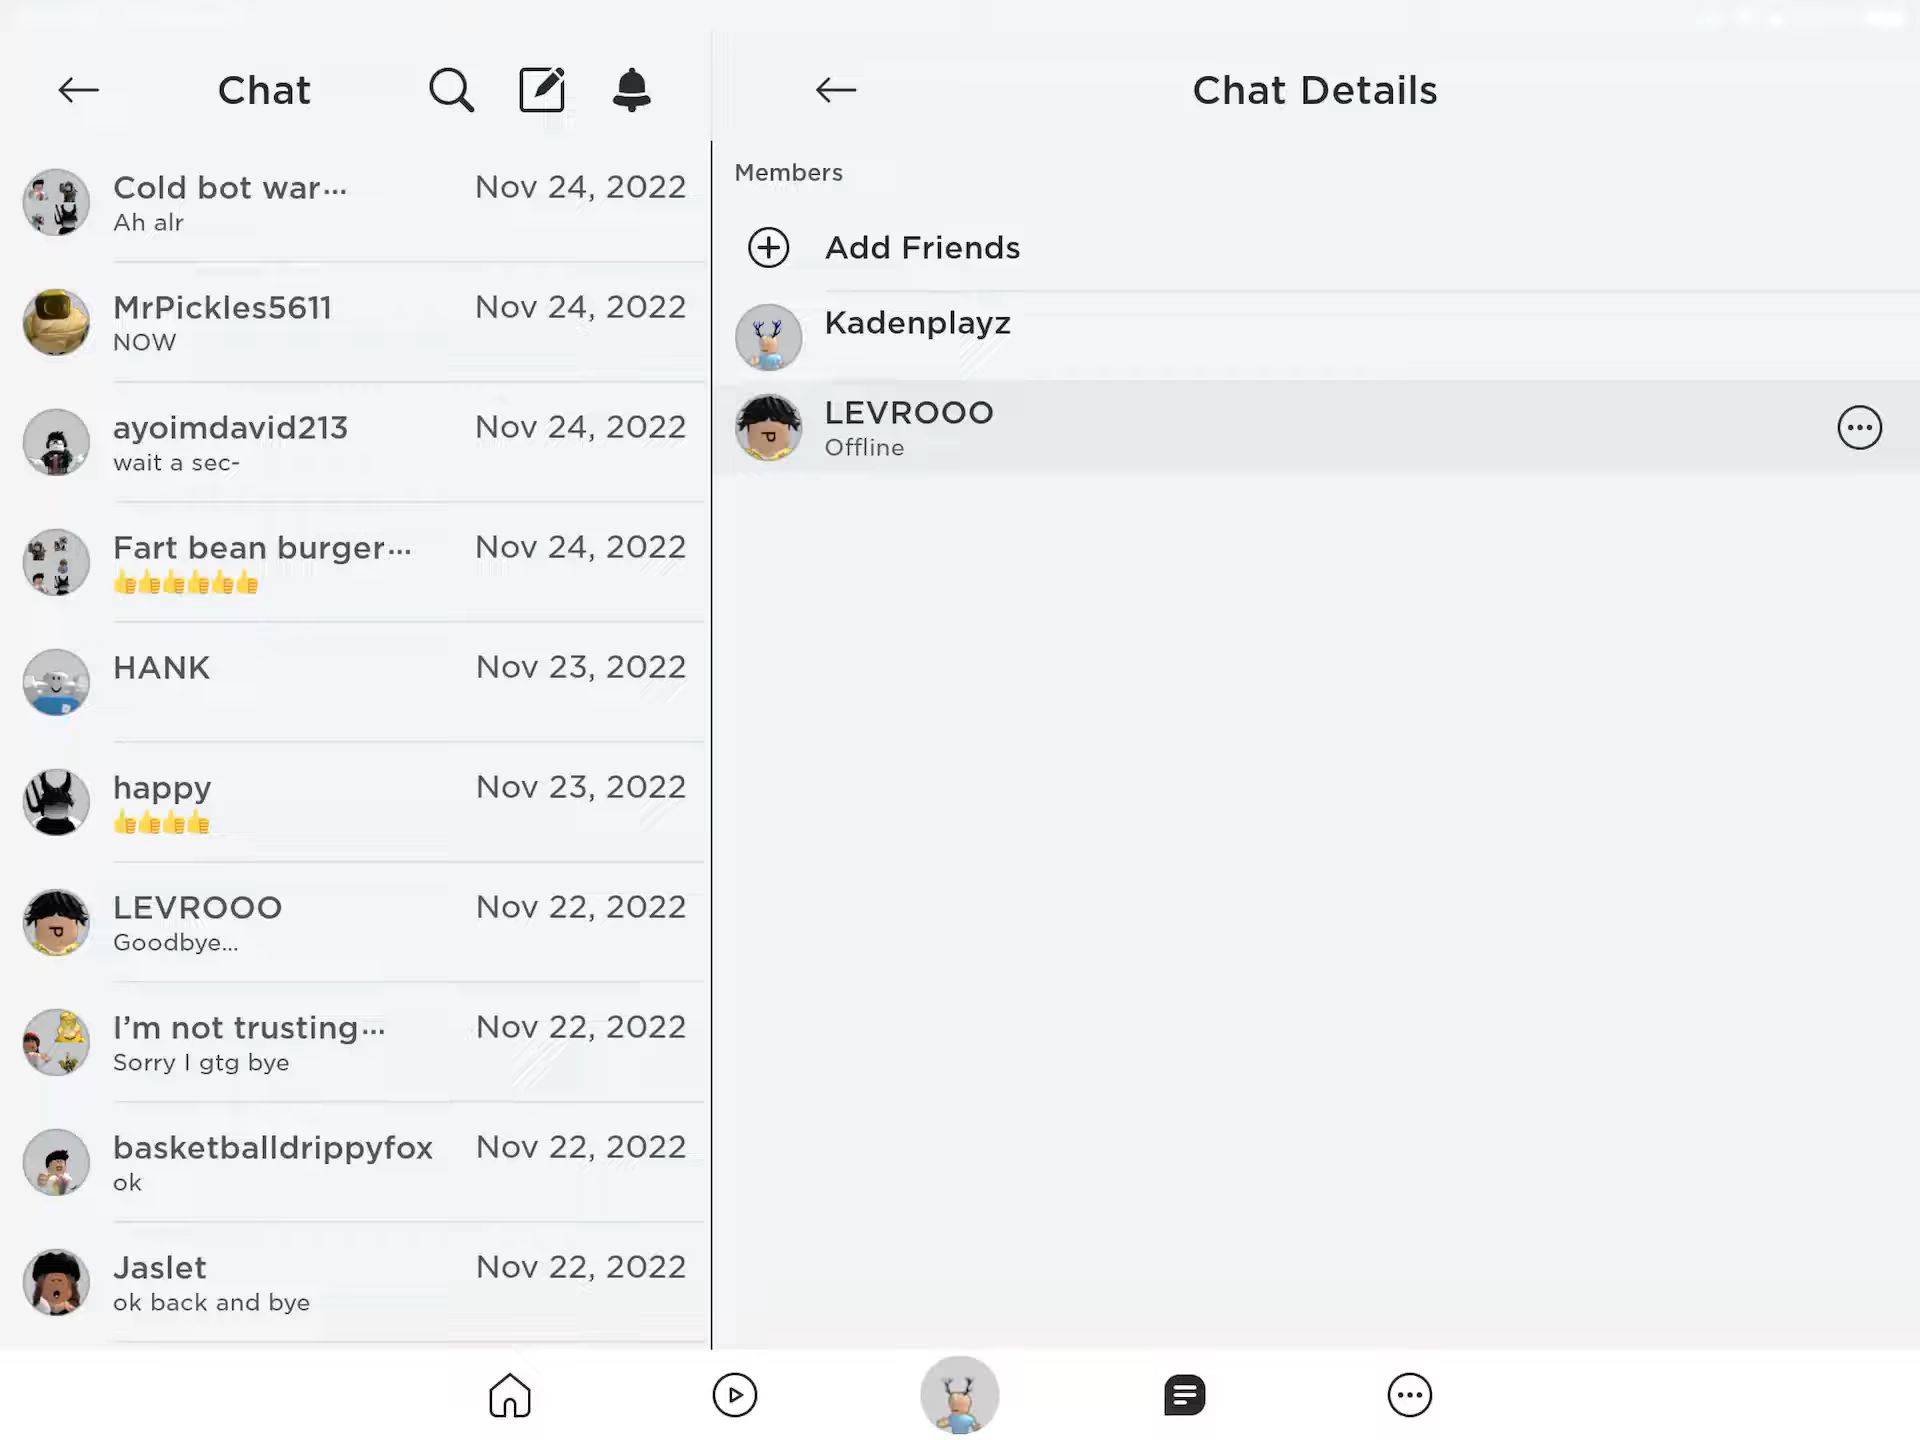 Chat
Cold bot war...
Nov 24, 2022
Ah alr
MrPickles5611
Nov 24, 2022
NOW
ayoimdavid213
Nov 24, 2022
wait a sec-
Fart bean burger...
Nov 24, 2022
👍👍👍👍👍👍
HANK
Nov 23, 2022
happy
Nov 23, 2022
👍👍👍👍
LEVROOO
Nov 22, 2022
Goodbye...
I’m not trusting...
Nov 22, 2022
Sorry I gtg bye
basketballdrippyfox
Nov 22, 2022
ok
Jaslet
Nov 22, 2022
ok back and bye
Chat Details
Members
Add Friends
Kadenplayz
LEVROOO
Offline